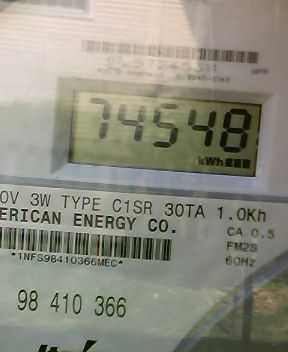 74548
kWh
0V 3W TYPE C1SR 30TA 1.0Kh
ERICAN ENERGY CO.
CA 0.5
FM2S
60Hz
*1NFS98410366MEC*
98 410 366